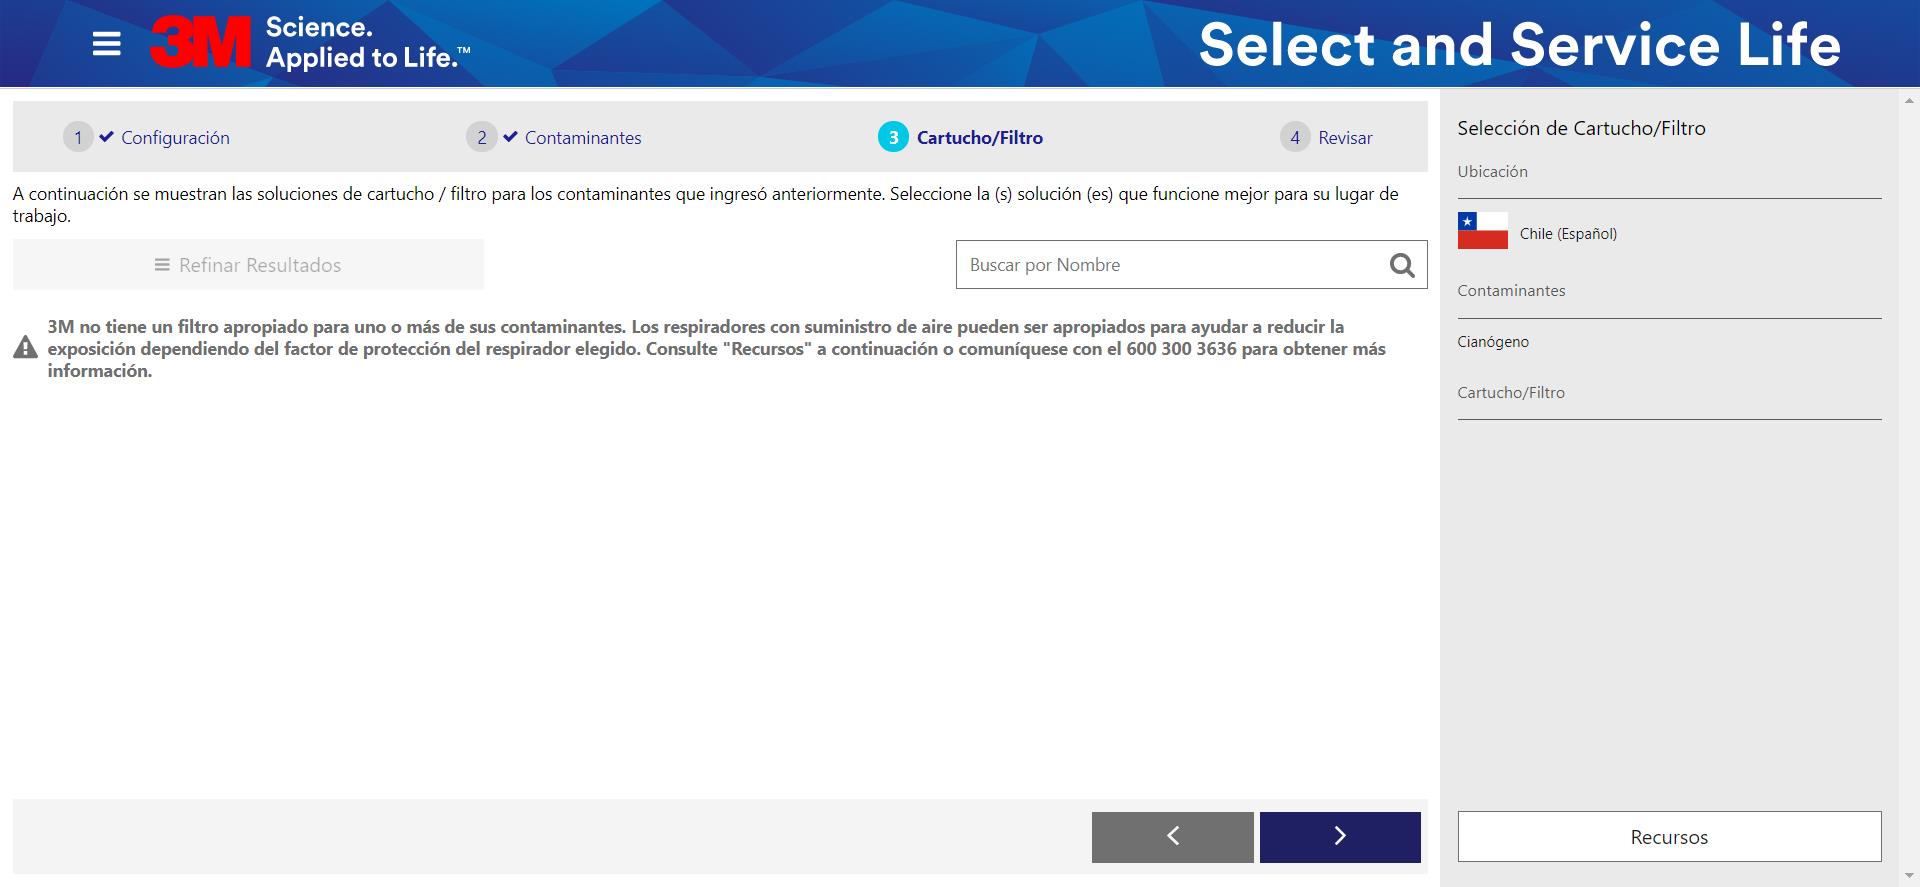 3M
Science.
Applied to Life.™
Select and Service Life
1 Configuración
2 Contaminantes
3 Cartucho/Filtro
4 Revisar
A continuación se muestran las soluciones de cartucho / filtro para los contaminantes que ingresó anteriormente. Seleccione la (s) solución (es) que funcione mejor para su lugar de
trabajo.
Refinar Resultados
Buscar por Nombre
3M no tiene un filtro apropiado para uno o más de sus contaminantes. Los respiradores con suministro de aire pueden ser apropiados para ayudar a reducir la
exposición dependiendo del factor de protección del respirador elegido. Consulte "Recursos" a continuación o comuníquese con el 600 300 3636 para obtener más
información.
Selección de Cartucho/Filtro
Ubicación
Chile (Español)
Contaminantes
Cianógeno
Cartucho/Filtro
Recursos